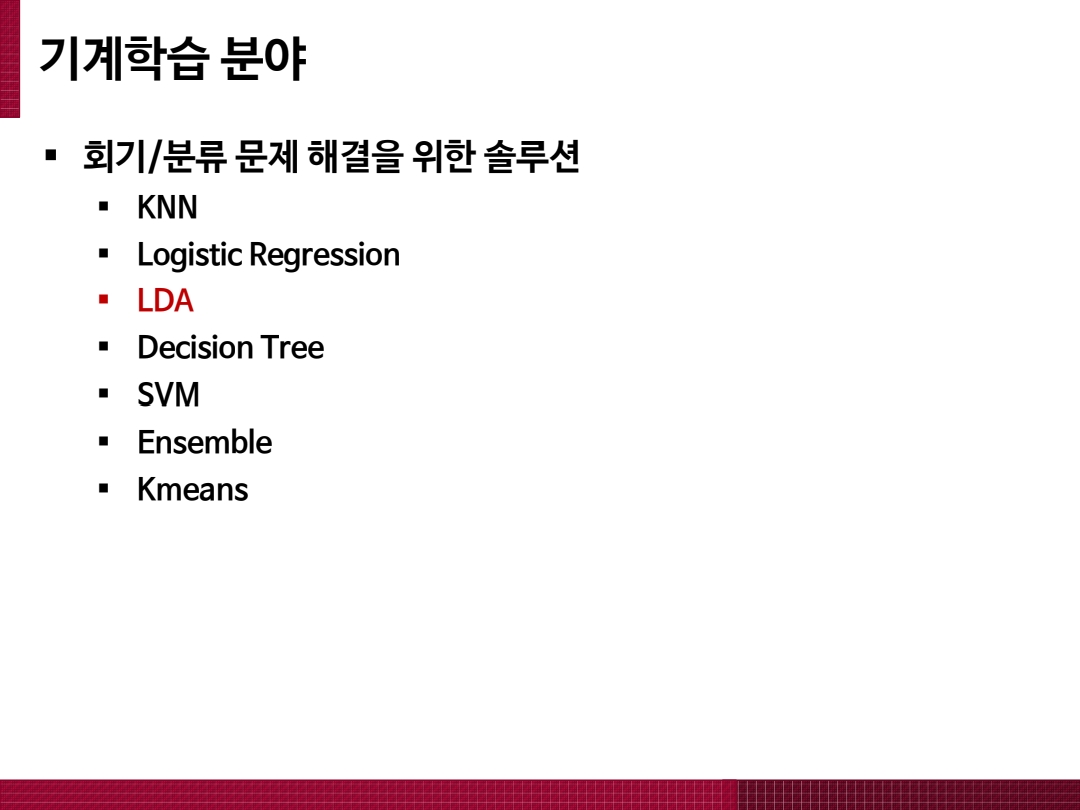 기계학습 분야
▪ 회기/분류 문제 해결을 위한 솔루션
▪ KNN
▪ Logistic Regression
▪ LDA
▪ Decision Tree
▪ SVM
▪ Ensemble
▪ Kmeans